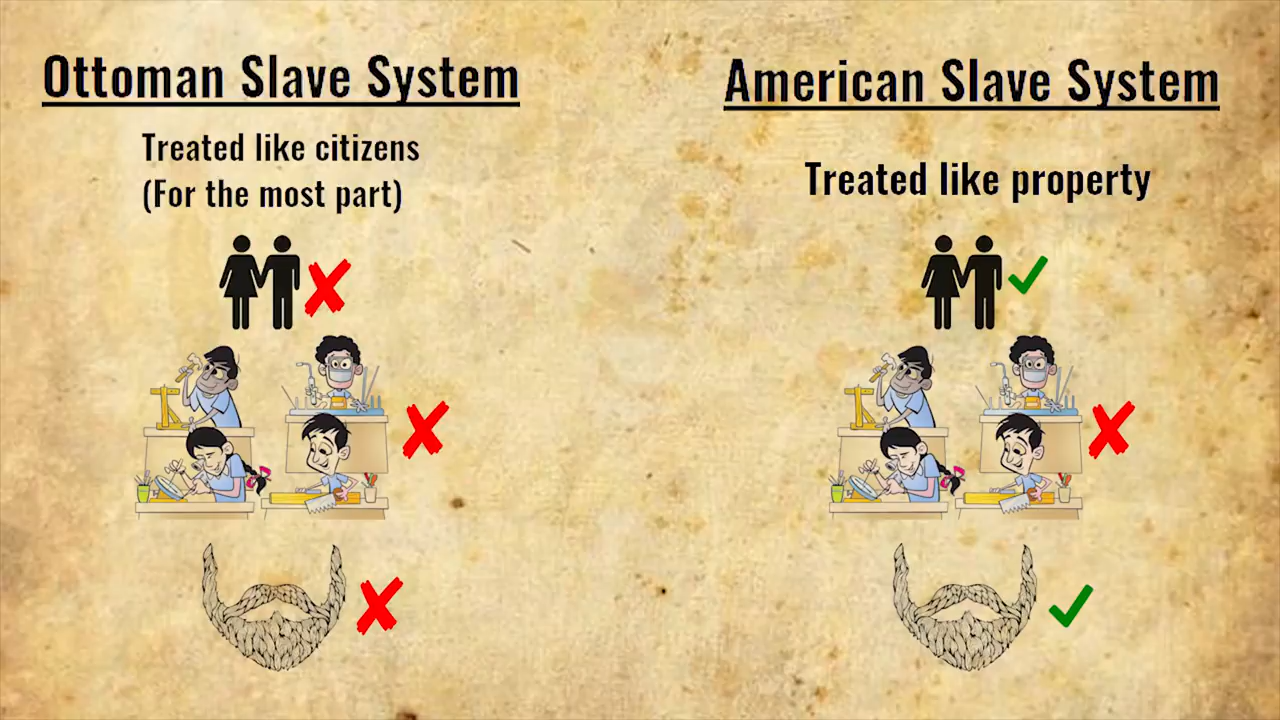 Ottoman Slave System
Treated like citizens
(For the most part)
American Slave System
Treated like property